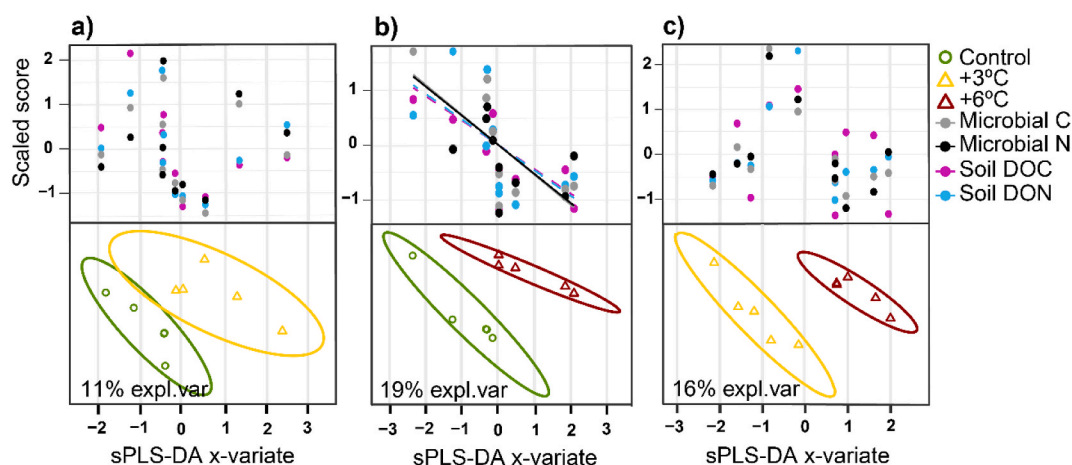 a)
b)
c)
Scaled score
2
1
0
−1
1
0
−1
2
1
0
−1
Control
+3ºC
+6ºC
Microbial C
Microbial N
Soil DOC
Soil DON
11% expl.var
19% expl.var
16% expl.var
−2 −1 0 1 2 3
−2 −1 0 1 2 3
−3 −2 −1 0 1 2
sPLS-DA x-variate
sPLS-DA x-variate
sPLS-DA x-variate